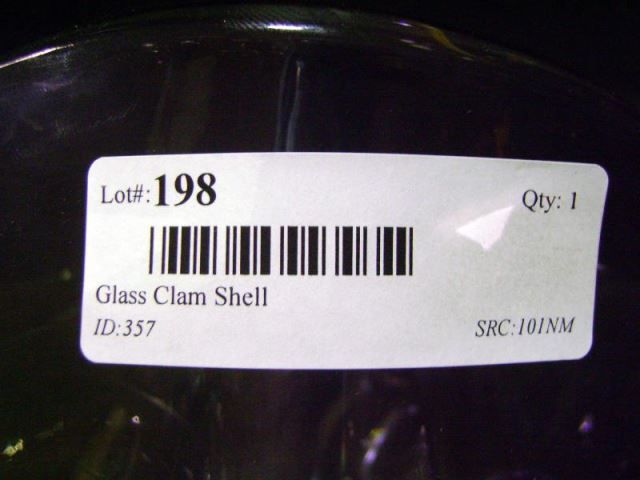 Lot#:198
Qty: 1
Glass Clam Shell
ID:357
SRC:101NM